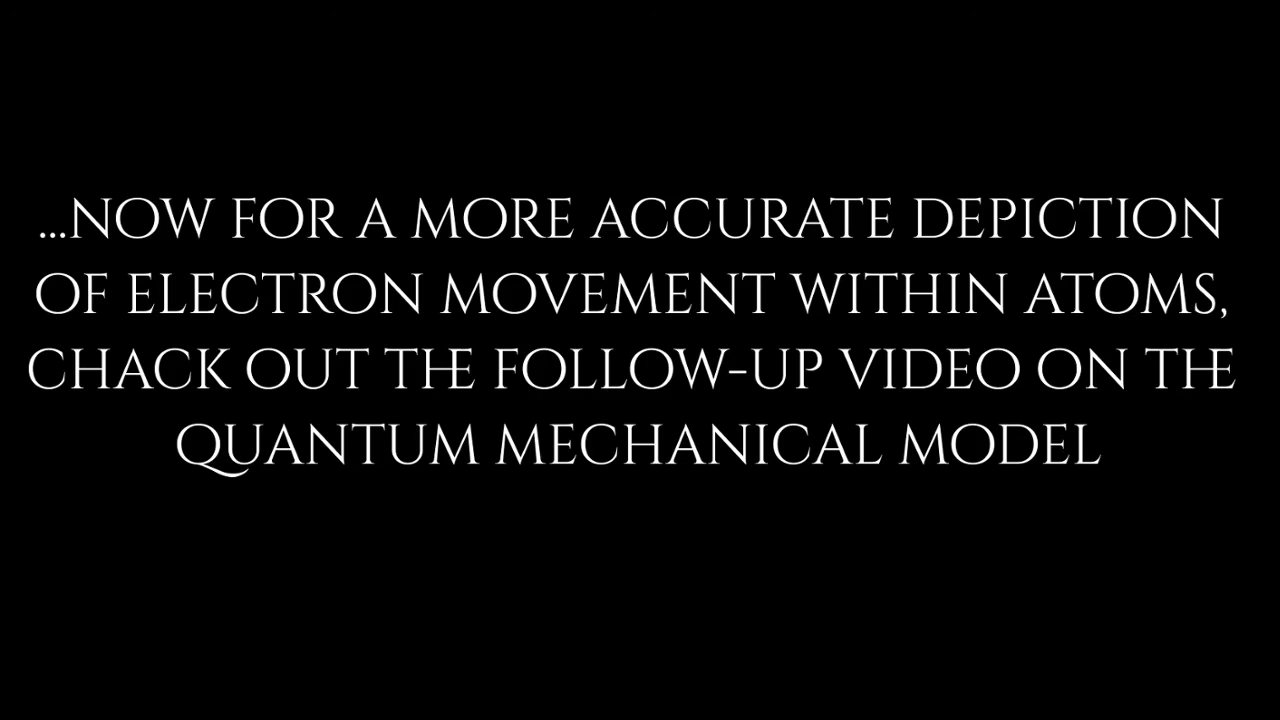 ...NOW FOR A MORE ACCURATE DEPICTION
OF ELECTRON MOVEMENT WITHIN ATOMS,
CHACK OUT THE FOLLOW-UP VIDEO ON THE
QUANTUM MECHANICAL MODEL